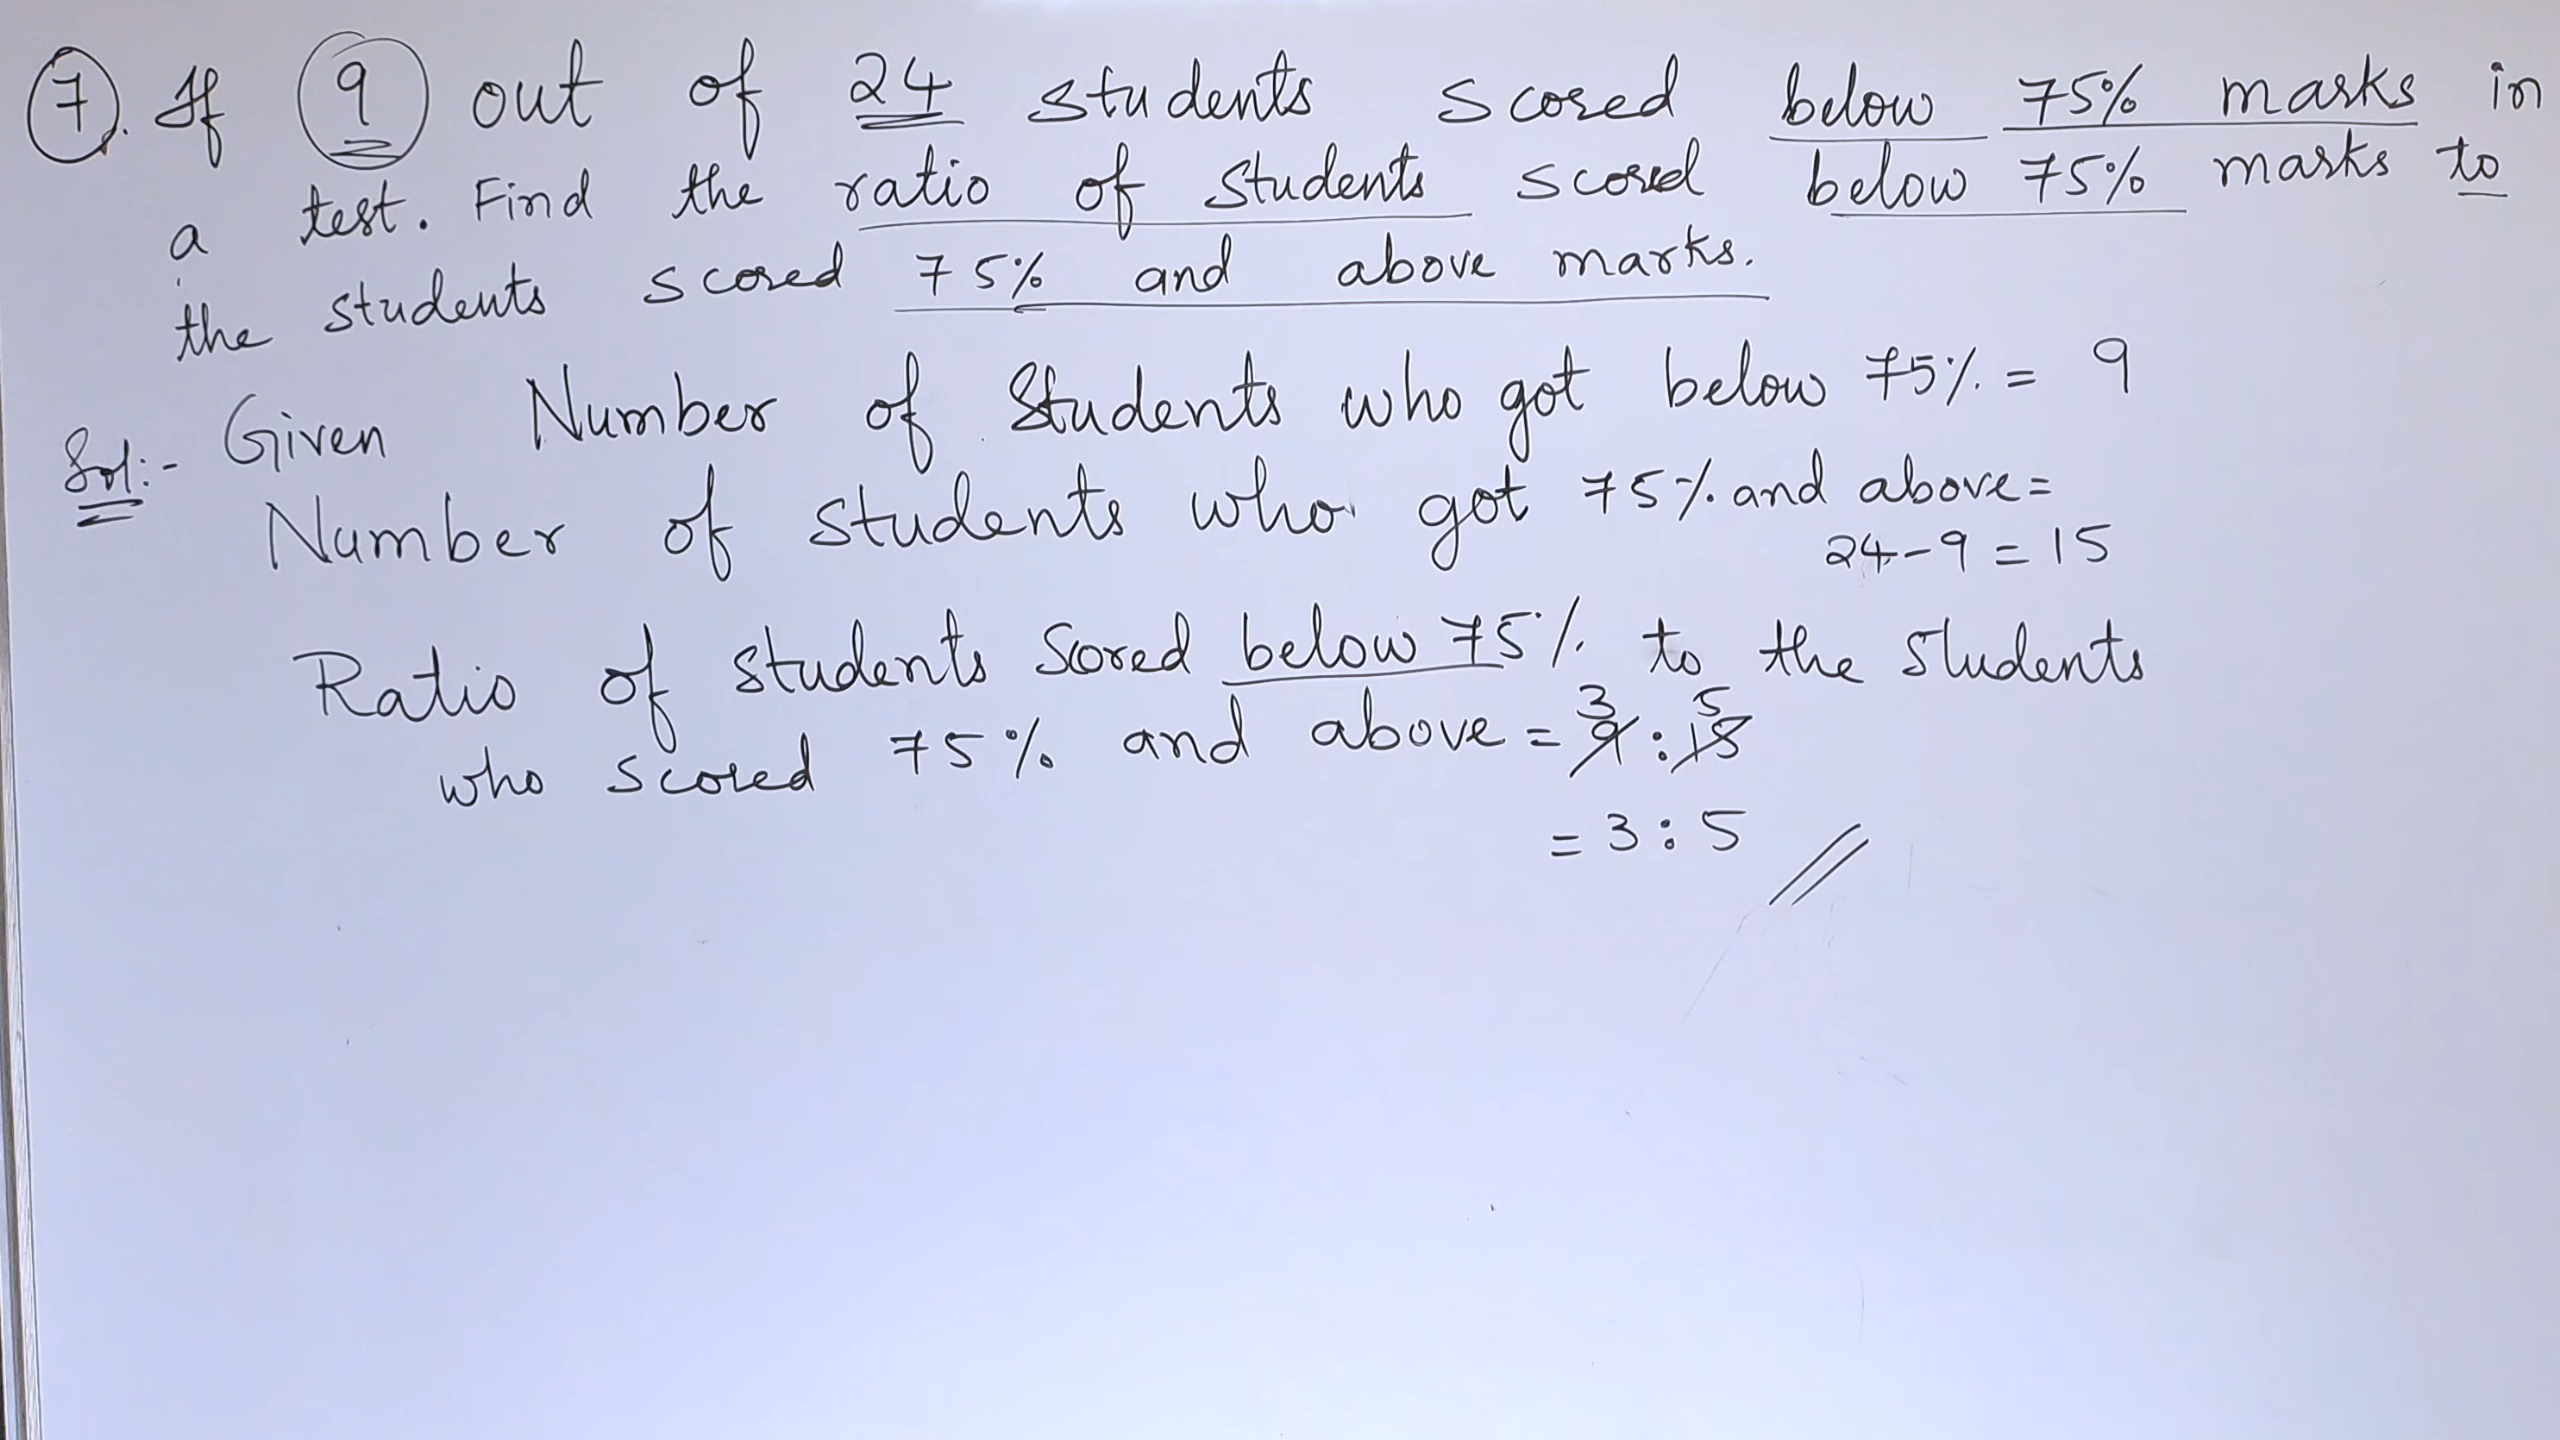 7. If 9 out of 24 students scored below 75% marks in
a test. Find the ratio of students scored below 75% marks to
the students scored 75% and above marks.
Sol:- Given Number of Students who got below 75% = 9
Number of students who got 75% and above =
24-9 = 15
Ratio of students Scored below 75% to the students
3 5
who scored 75% and above = 9 : 15
= 3 : 5